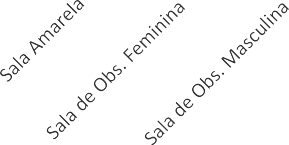 Sala Amarela
Sala de Obs. Feminina
Sala de Obs. Masculina